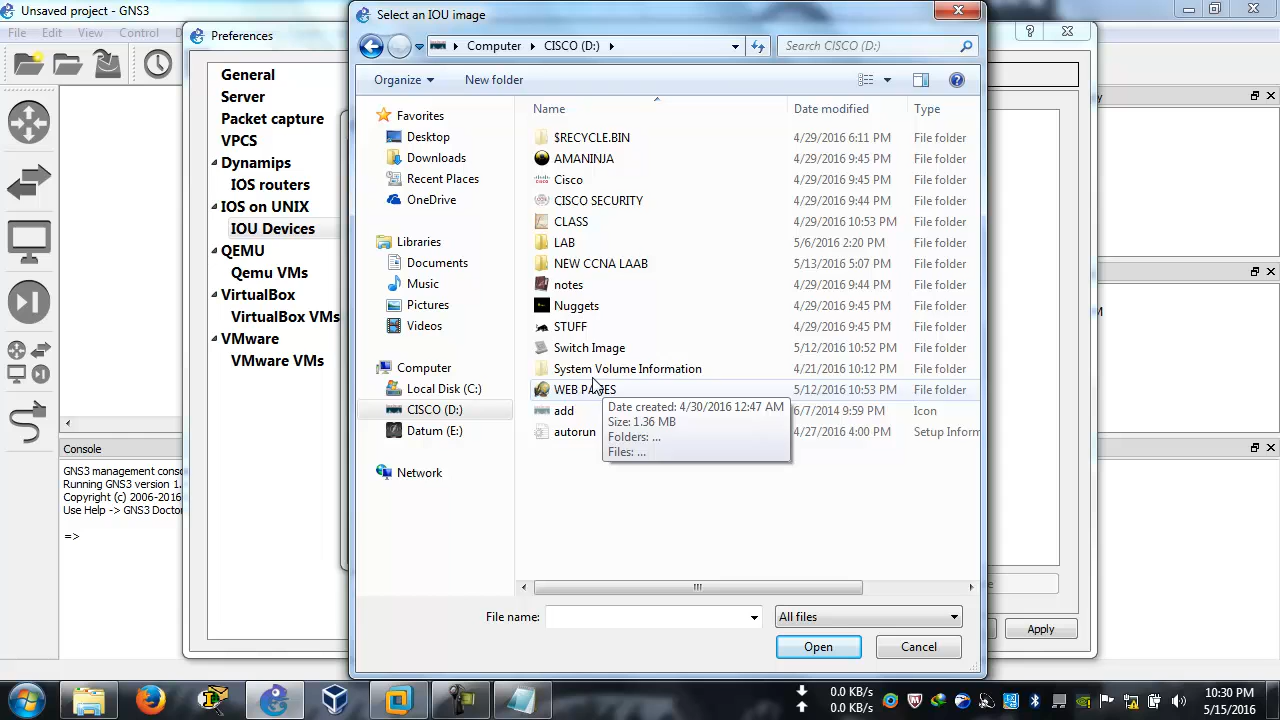 Unsaved project - GNS3
File Edit View Control
Preferences
General
Server
Packet capture
VPCS
Dynamips
IOS routers
IOS on UNIX
IOU Devices
QEMU
Qemu VMs
VirtualBox
VirtualBox VMs
VMware
VMware VMs
Select an IOU image
Computer CISCO (D:)
Search CISCO (D:)
Organize New folder
Favorites
Desktop
Downloads
Recent Places
OneDrive
Libraries
Documents
Music
Pictures
Videos
Computer
Local Disk (C:)
CISCO (D:)
Datum (E:)
Network
Name Date modified Type
$RECYCLE.BIN 4/29/2016 6:11 PM File folder
AMANINJA 4/29/2016 9:45 PM File folder
Cisco 4/29/2016 9:45 PM File folder
CISCO SECURITY 4/29/2016 9:44 PM File folder
CLASS 4/29/2016 10:53 PM File folder
LAB 5/6/2016 2:20 PM File folder
NEW CCNA LAAB 5/13/2016 5:07 PM File folder
notes 4/29/2016 9:44 PM File folder
Nuggets 4/29/2016 9:45 PM File folder
STUFF 4/29/2016 9:45 PM File folder
Switch Image 5/12/2016 10:52 PM File folder
System Volume Information 4/21/2016 10:12 PM File folder
WEB PAGES 5/12/2016 10:53 PM File folder
add 6/7/2014 9:59 PM Icon
autorun 4/27/2016 4:00 PM Setup Inform
Date created: 4/30/2016 12:47 AM
Size: 1.36 MB
Folders: ...
Files: ...
File name:
All files
Open Cancel
Apply
Console
GNS3 management conso
Running GNS3 version 1.
Copyright (c) 2006-2016
Use Help -> GNS3 Doctor
=>
0.0 KB/s
0.0 KB/s
10:30 PM
5/15/2016